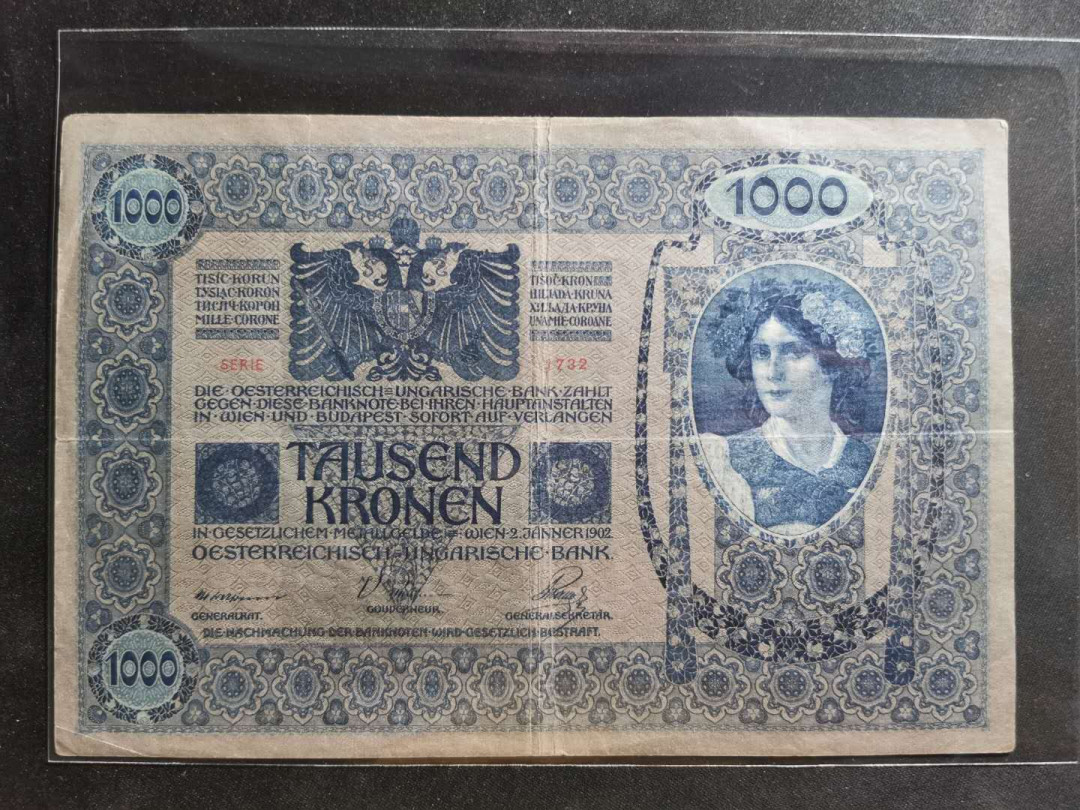 1000
1000
TISÍC·KORUN
TYSIĄC·KORON
ТИСЯЧ·КОРОН
MILLE·CORONE
TISOČ·KRON
HILJADA·KRUNA
ХИЉАДА·КРУНА
UNA·MIE·COROANE
SERIE 1732
DIE·OESTERREICHISCH=UNGARISCHE·BANK·ZAHLT
GEGEN·DIESE·BANKNOTE·BEI·IHREN·HAUPTANSTALTEN
IN·WIEN·UND·BUDAPEST·SOFORT·AUF·VERLANGEN
TAUSEND
KRONEN
IN·GESETZLICHEM·METALLGELDE·WIEN·2.JÄNNER 1902
OESTERREICHISCH=UNGARISCHE·BANK.
GENERALRAT.
GOUVERNEUR.
GENERALSEKRETÄR.
DIE·NACHMACHUNG·DER·BANKNOTEN·WIRD·GESETZLICH·BESTRAFT.
1000